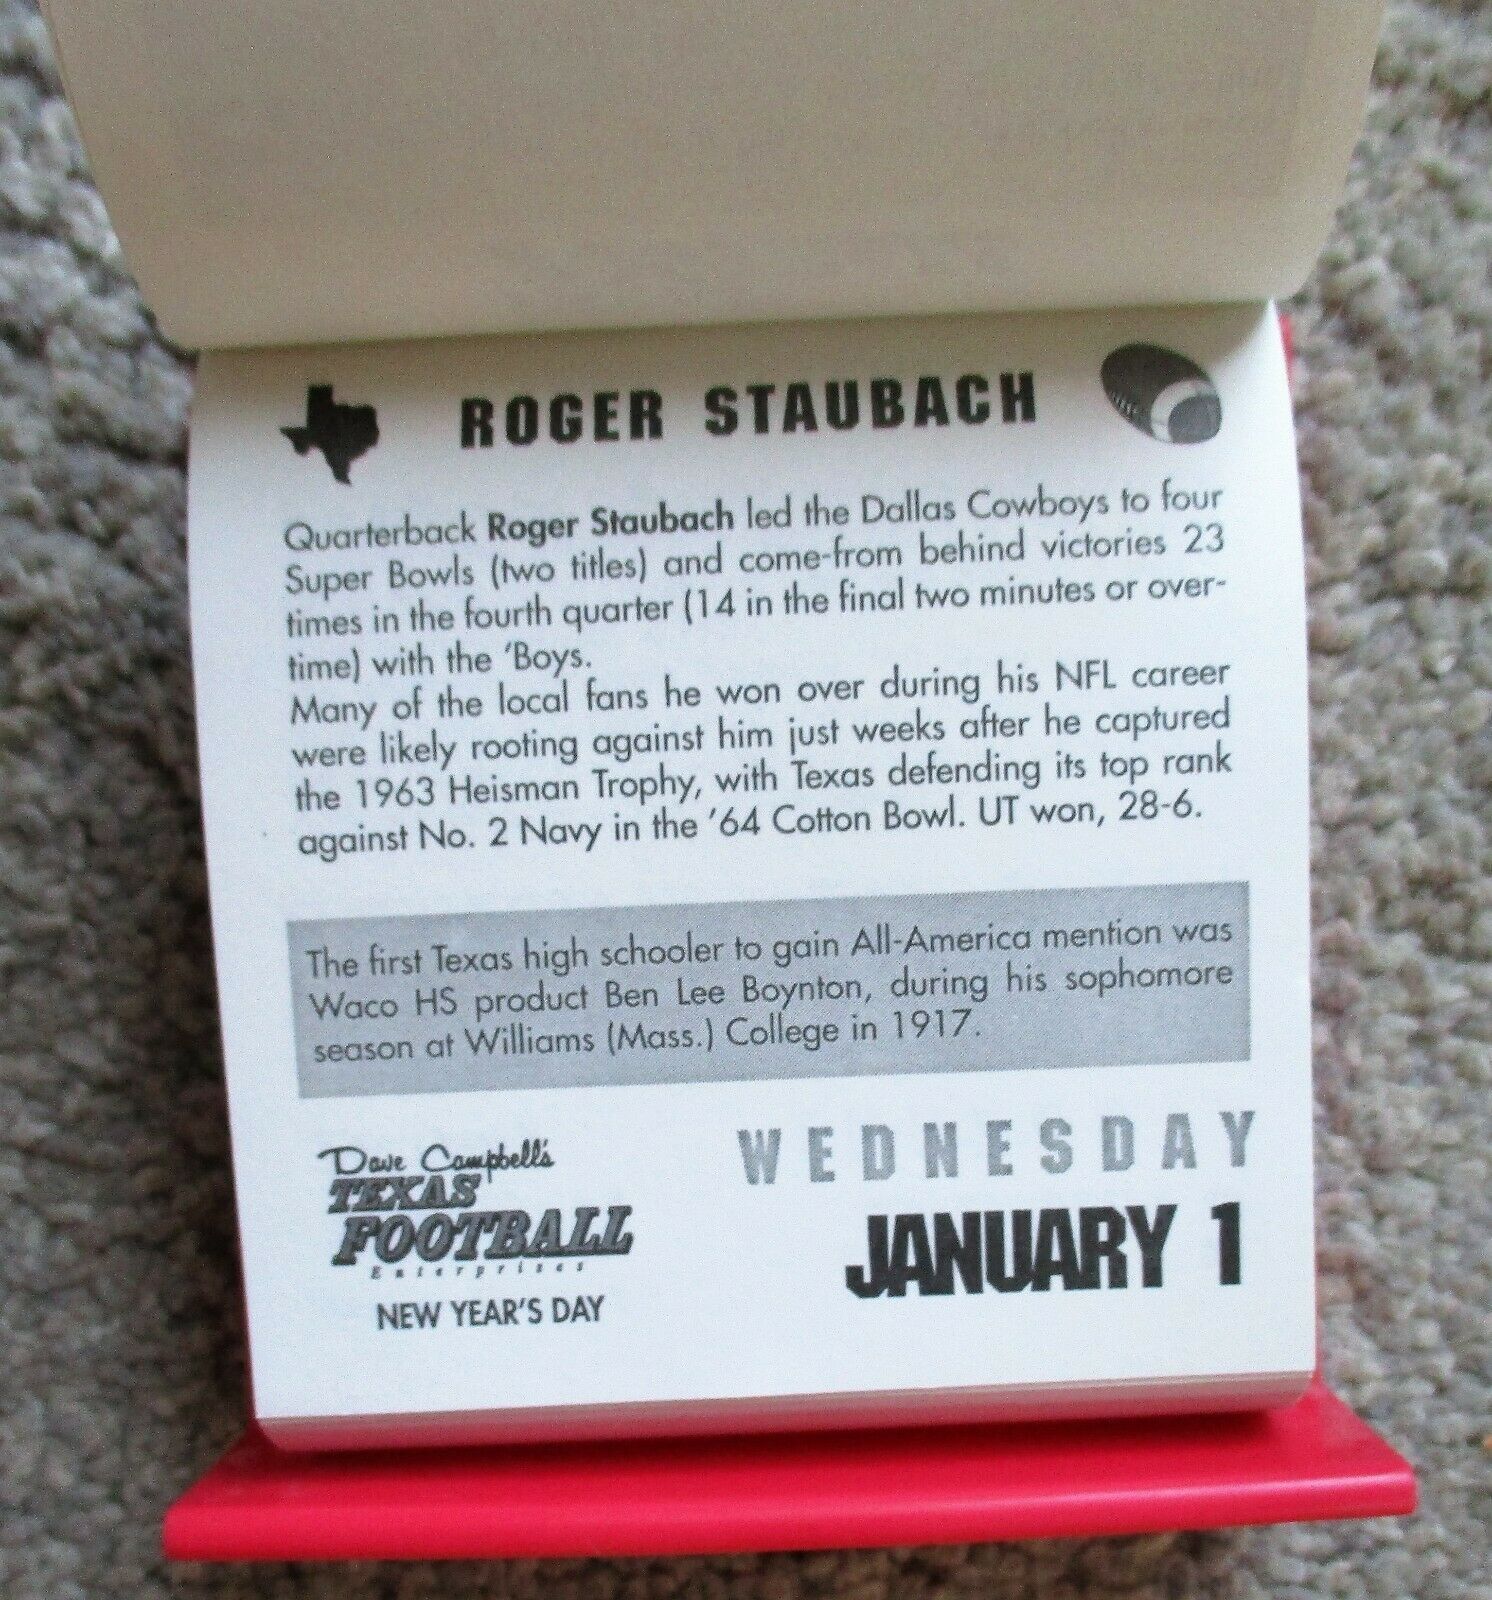 ROGER STAUBACH
Quarterback Roger Staubach led the Dallas Cowboys to four
Super Bowls (two titles) and come-from behind victories 23
times in the fourth quarter (14 in the final two minutes or over-
time) with the 'Boys.
Many of the local fans he won over during his NFL career
were likely rooting against him just weeks after he captured
the 1963 Heisman Trophy, with Texas defending its top rank
against No. 2 Navy in the '64 Cotton Bowl. UT won, 28-6.
The first Texas high schooler to gain All-America mention was
Waco HS product Ben Lee Boynton, during his sophomore
season at Williams (Mass.) College in 1917.
Dave Campbell's
TEXAS
FOOTBALL
Enterprises
NEW YEAR'S DAY
WEDNESDAY
JANUARY 1